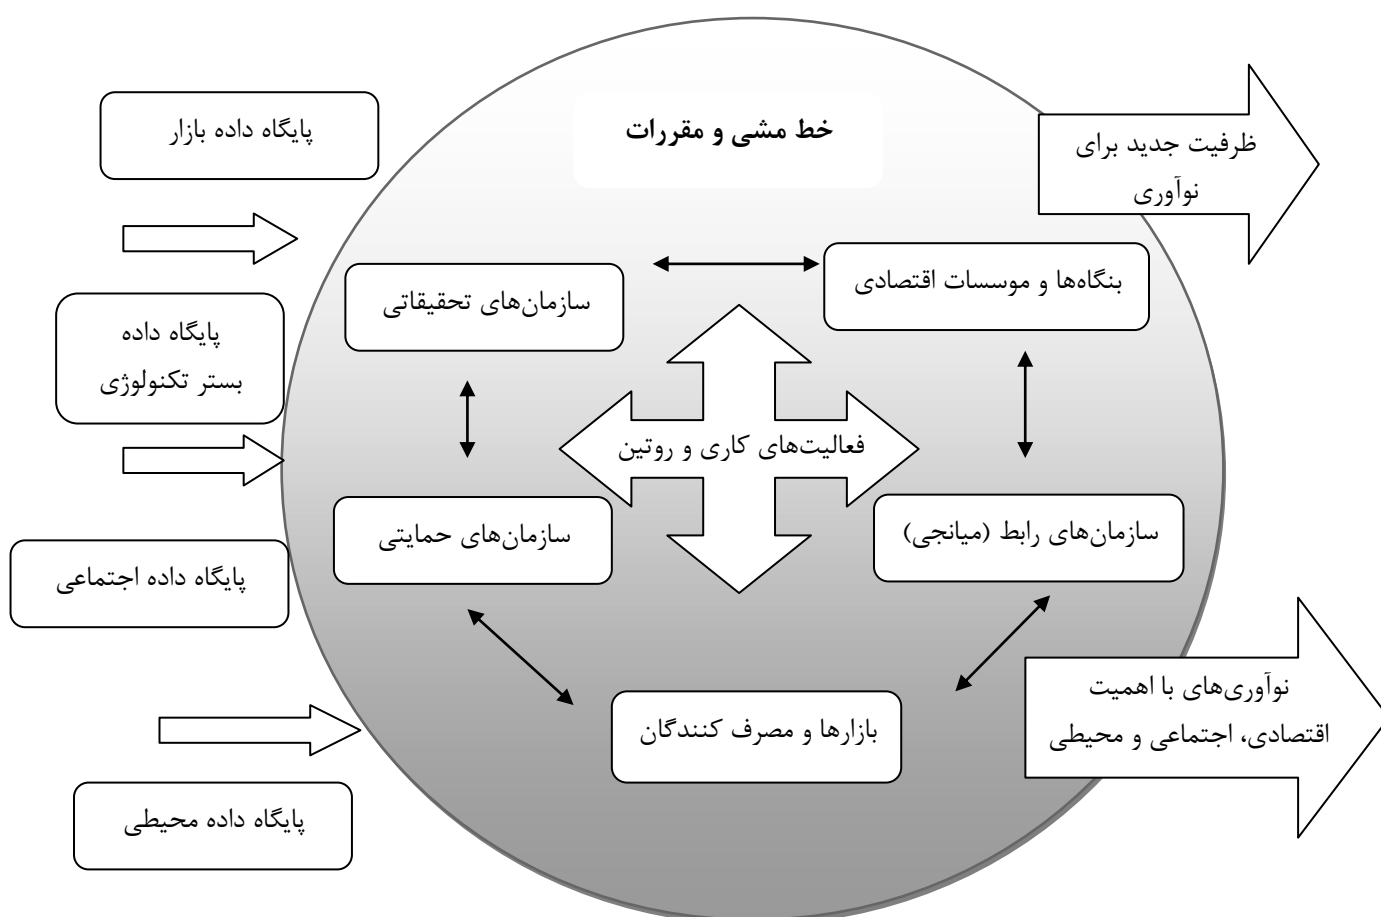 خط مشی و مقررات
پایگاه داده بازار
ظرفیت جدید برای
نوآوری
بنگاه‌ها و موسسات اقتصادی
سازمان‌های تحقیقاتی
پایگاه داده
بستر تکنولوژی
فعالیت‌های کاری و روتین
سازمان‌های رابط (میانجی)
سازمان‌های حمایتی
پایگاه داده اجتماعی
نوآوری‌های با اهمیت
اقتصادی، اجتماعی و محیطی
بازارها و مصرف کنندگان
پایگاه داده محیطی